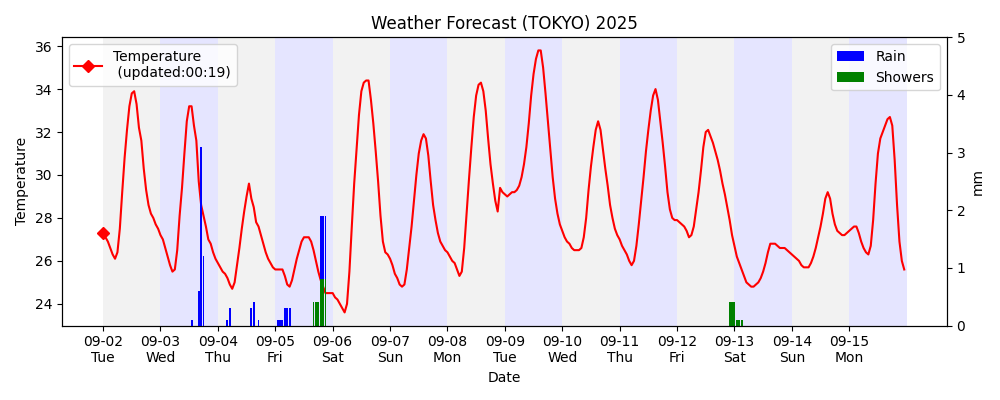 Weather Forecast (TOKYO) 2025
Temperature
(updated:00:19)
Rain
Showers
Temperature
36
34
32
30
28
26
24
5
4
3
2
1
0
mm
09-02 09-03 09-04 09-05 09-06 09-07 09-08 09-09 09-10 09-11 09-12 09-13 09-14 09-15
Tue Wed Thu Fri Sat Sun Mon Tue Wed Thu Fri Sat Sun Mon
Date